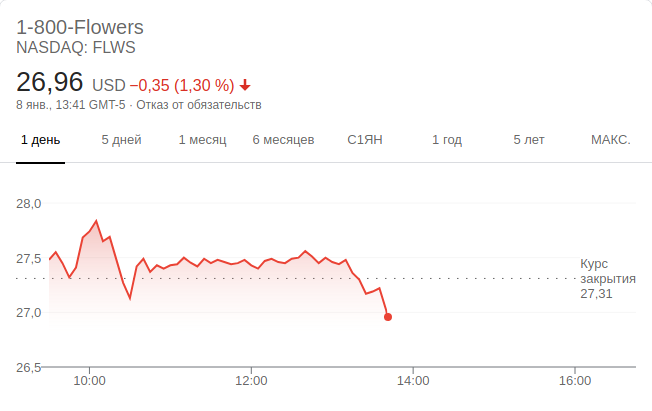 1-800-Flowers
NASDAQ: FLWS
26,96 USD −0,35 (1,30 %)
8 янв., 13:41 GMT-5 · Отказ от обязательств
1 день 5 дней 1 месяц 6 месяцев С1ЯН 1 год 5 лет МАКС.
28,0
27,5
Курс
закрытия
27,31
27,0
26,5
10:00 12:00 14:00 16:00